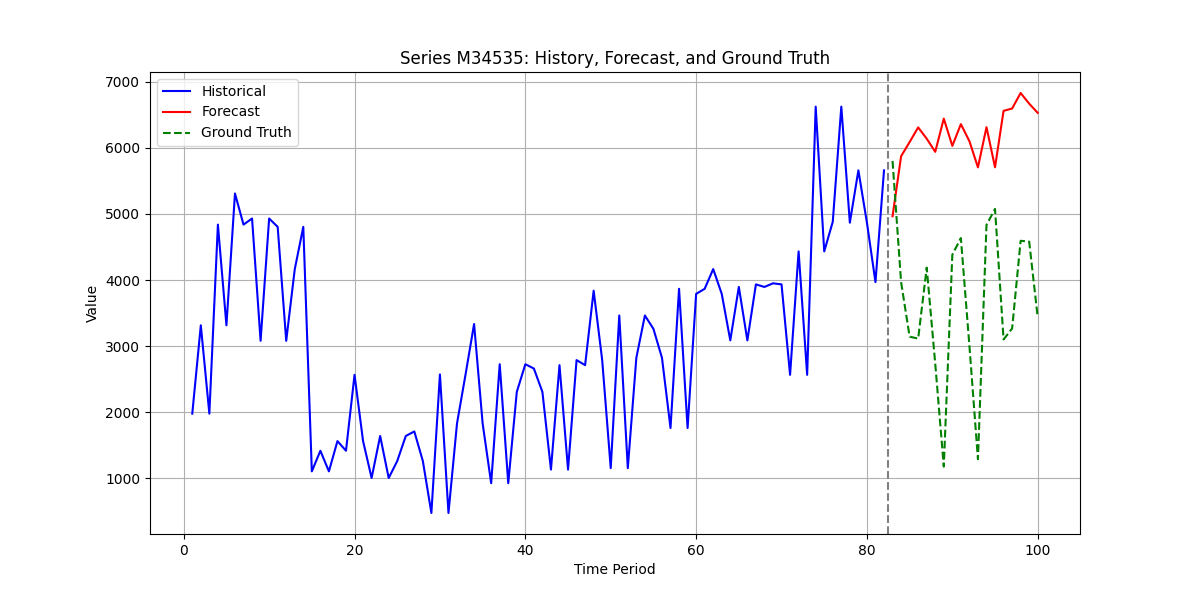 Series M34535: History, Forecast, and Ground Truth
Historical
Forecast
Ground Truth
7000
6000
5000
4000
3000
2000
1000
Value
0
20
40
60
80
100
Time Period